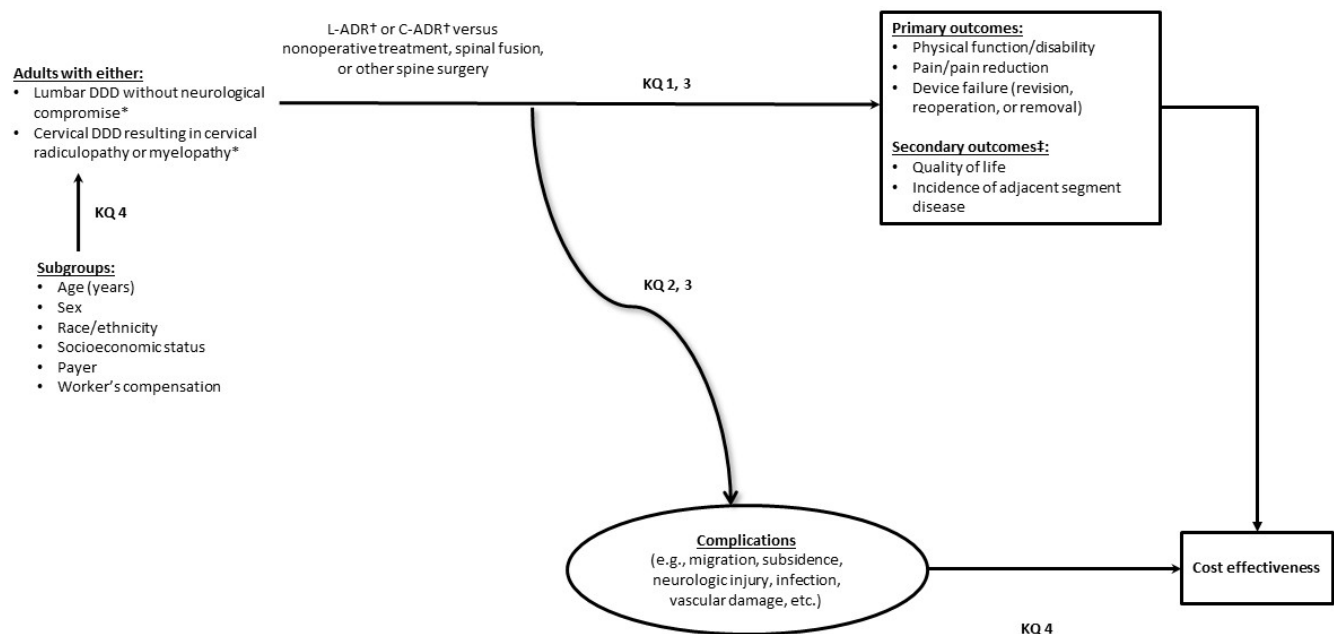 L-ADR† or C-ADR† versus
nonoperative treatment, spinal fusion,
or other spine surgery
Adults with either:
• Lumbar DDD without neurological
compromise*
• Cervical DDD resulting in cervical
radiculopathy or myelopathy*
KQ 4
Subgroups:
• Age (years)
• Sex
• Race/ethnicity
• Socioeconomic status
• Payer
• Worker's compensation
KQ 1, 3
Primary outcomes:
• Physical function/disability
• Pain/pain reduction
• Device failure (revision,
reoperation, or removal)
Secondary outcomes‡:
• Quality of life
• Incidence of adjacent segment
disease
KQ 2, 3
Complications
(e.g., migration, subsidence,
neurologic injury, infection,
vascular damage, etc.)
Cost effectiveness
KQ 4